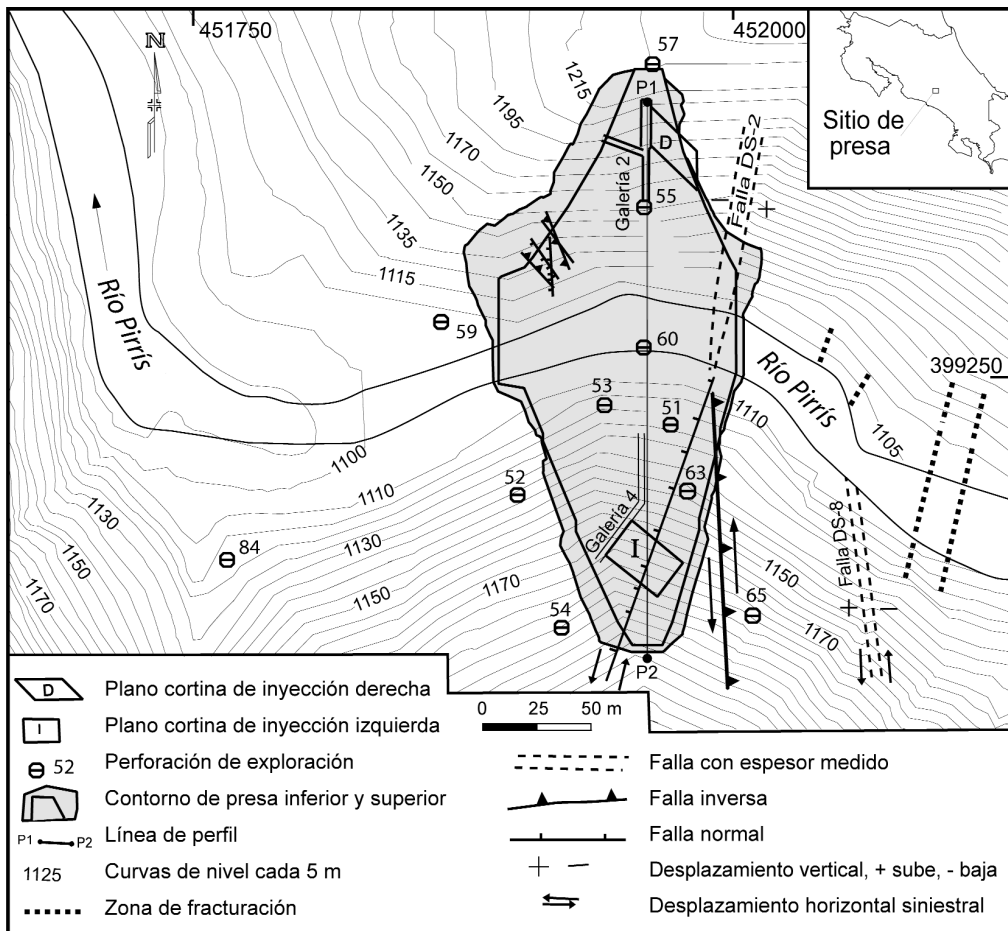 451750
452000
N
57
1215
P1
1195
D
Falla DS-2
Sitio de
presa
1170
1150
Galería 2
55
1135
1115
Río Pirrís
59
60
399250
Río Pirrís
53
51
1110
1105
1100
52
63
1110
Galería 4
1130
1130
84
I
Falla DS-8
1150
1150
1150
1170
65
1170
54
1170
P2
0 25 50 m
D Plano cortina de inyección derecha
I Plano cortina de inyección izquierda
52 Perforación de exploración
Contorno de presa inferior y superior
P1 P2 Línea de perfil
1125 Curvas de nivel cada 5 m
Zona de fracturación
Falla con espesor medido
Falla inversa
Falla normal
+ - Desplazamiento vertical, + sube, - baja
Desplazamiento horizontal siniestral